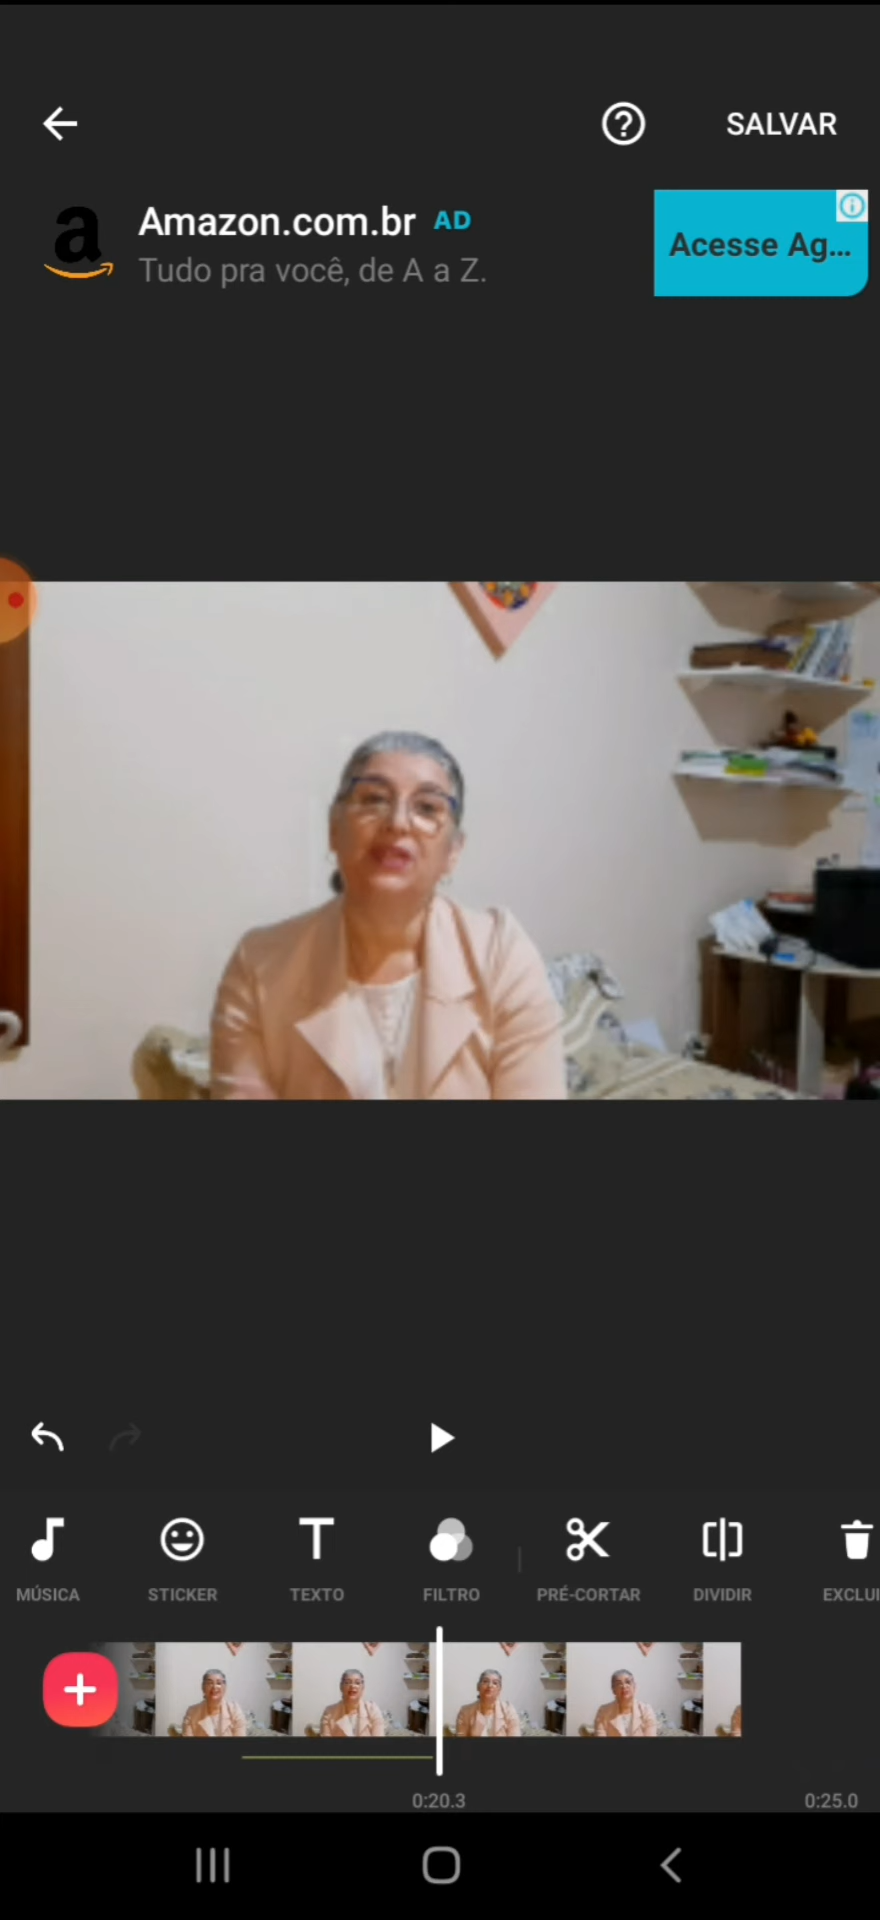 SALVAR
Amazon.com.br AD
Tudo pra você, de A a Z.
Acesse Ag...
MÚSICA
STICKER
TEXTO
FILTRO
PRÉ-CORTAR
DIVIDIR
EXCLUI
0:20.3
0:25.0